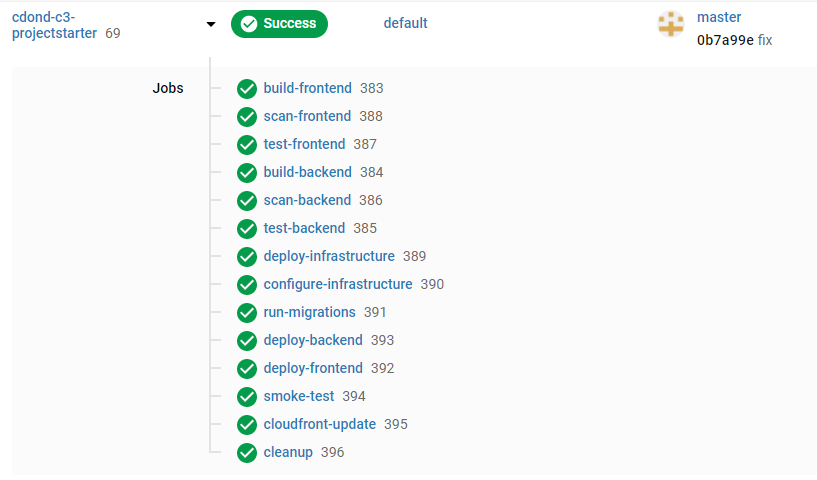 cdond-c3-
projectstarter 69
Success
default
master
0b7a99e fix
Jobs
build-frontend 383
scan-frontend 388
test-frontend 387
build-backend 384
scan-backend 386
test-backend 385
deploy-infrastructure 389
configure-infrastructure 390
run-migrations 391
deploy-backend 393
deploy-frontend 392
smoke-test 394
cloudfront-update 395
cleanup 396